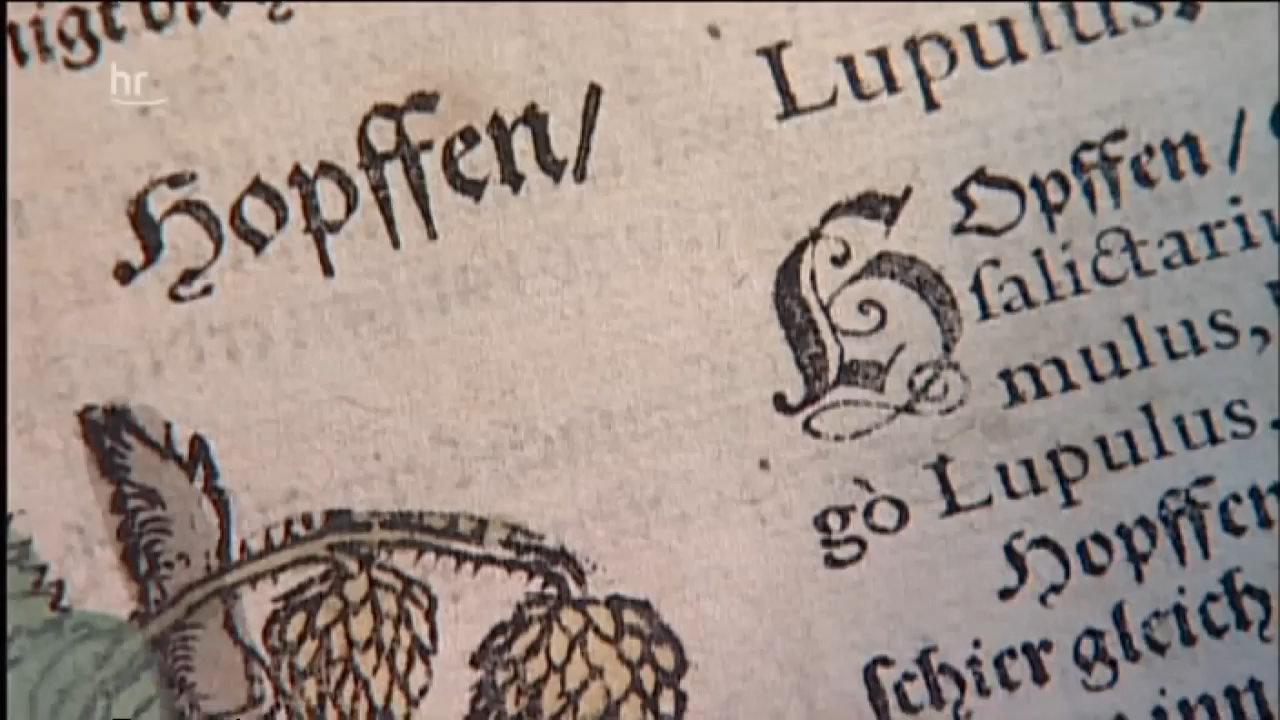 hr
Hopffen/
Lupulus.
HOpffen/
ſalictariu
mulus,
gò Lupulus.
Hopffen
ſchier gleich